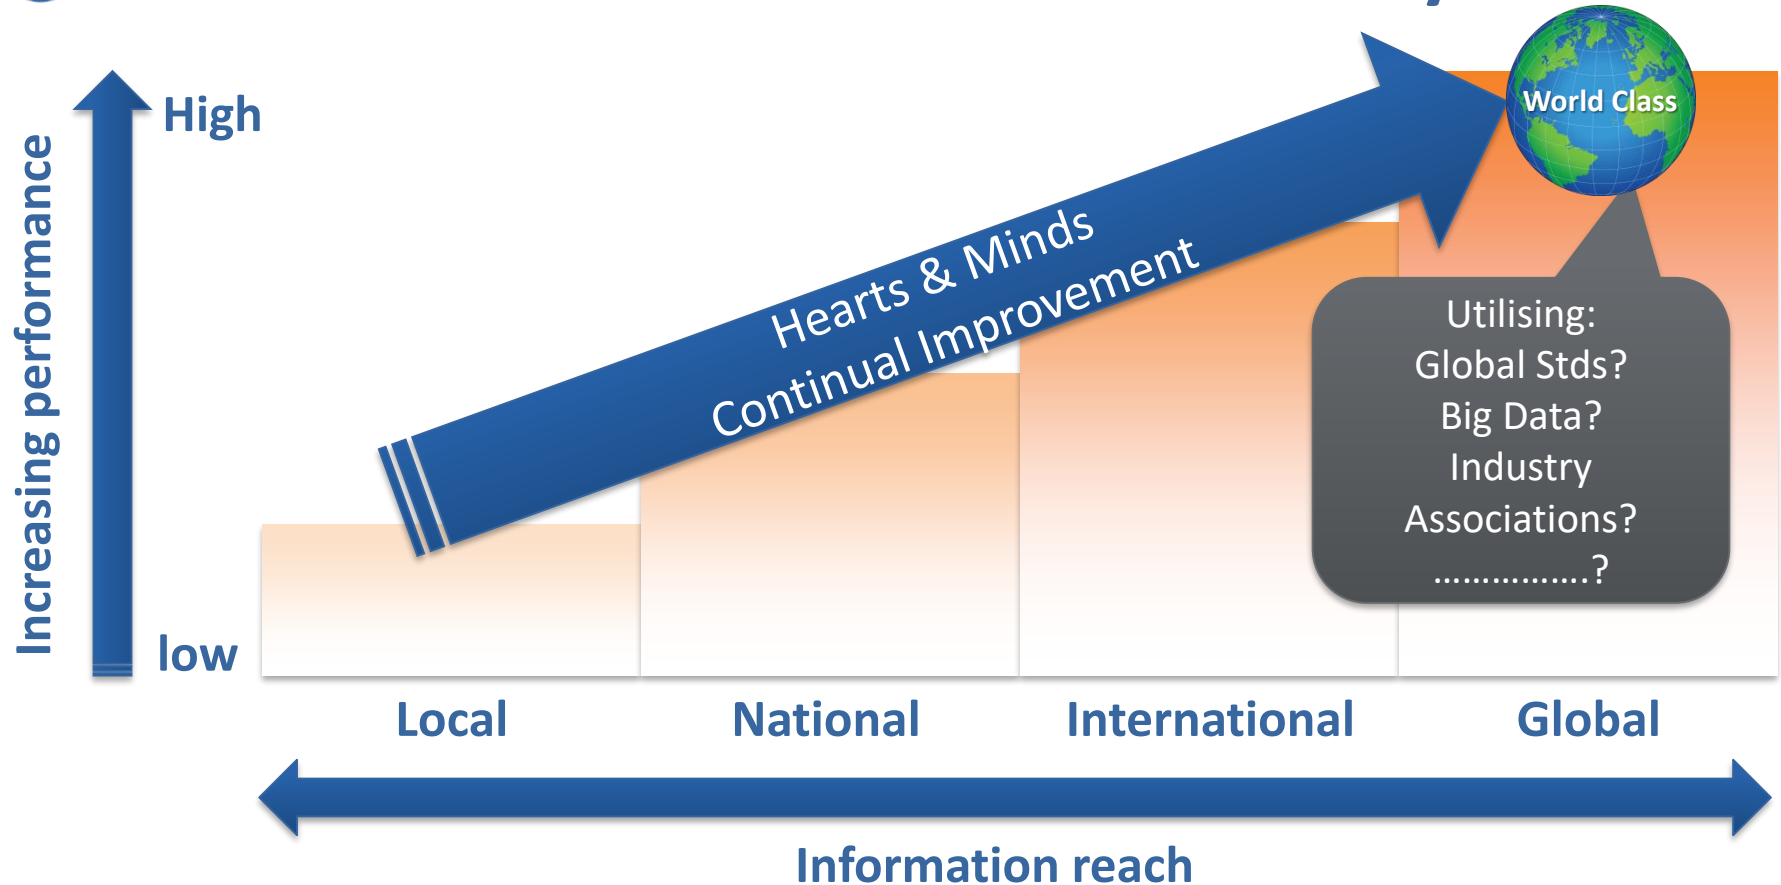 Increasing performance
High
low
Hearts & Minds
Continual Improvement
World Class
Utilising:
Global Stds?
Big Data?
Industry
Associations?
…………….?
Local
National
International
Global
Information reach